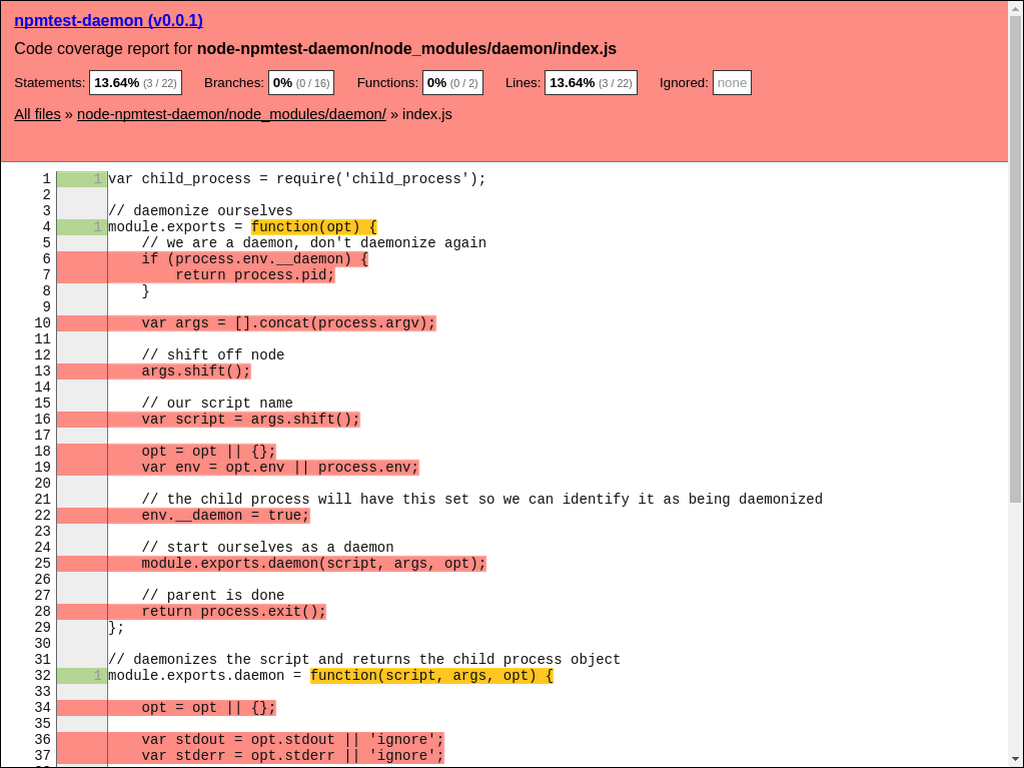 npmtest-daemon (v0.0.1)
Code coverage report for node-npmtest-daemon/node_modules/daemon/index.js
Statements: 13.64% (3 / 22) Branches: 0% (0 / 16) Functions: 0% (0 / 2) Lines: 13.64% (3 / 22) Ignored: none
All files » node-npmtest-daemon/node_modules/daemon/ » index.js
1 1 var child_process = require('child_process');
2
3 // daemonize ourselves
4 1 module.exports = function(opt) {
5     // we are a daemon, don't daemonize again
6     if (process.env.__daemon) {
7         return process.pid;
8     }
9
10     var args = [].concat(process.argv);
11
12     // shift off node
13     args.shift();
14
15     // our script name
16     var script = args.shift();
17
18     opt = opt || {};
19     var env = opt.env || process.env;
20
21     // the child process will have this set so we can identify it as being daemonized
22     env.__daemon = true;
23
24     // start ourselves as a daemon
25     module.exports.daemon(script, args, opt);
26
27     // parent is done
28     return process.exit();
29 };
30
31 // daemonizes the script and returns the child process object
32 1 module.exports.daemon = function(script, args, opt) {
33
34     opt = opt || {};
35
36     var stdout = opt.stdout || 'ignore';
37     var stderr = opt.stderr || 'ignore';